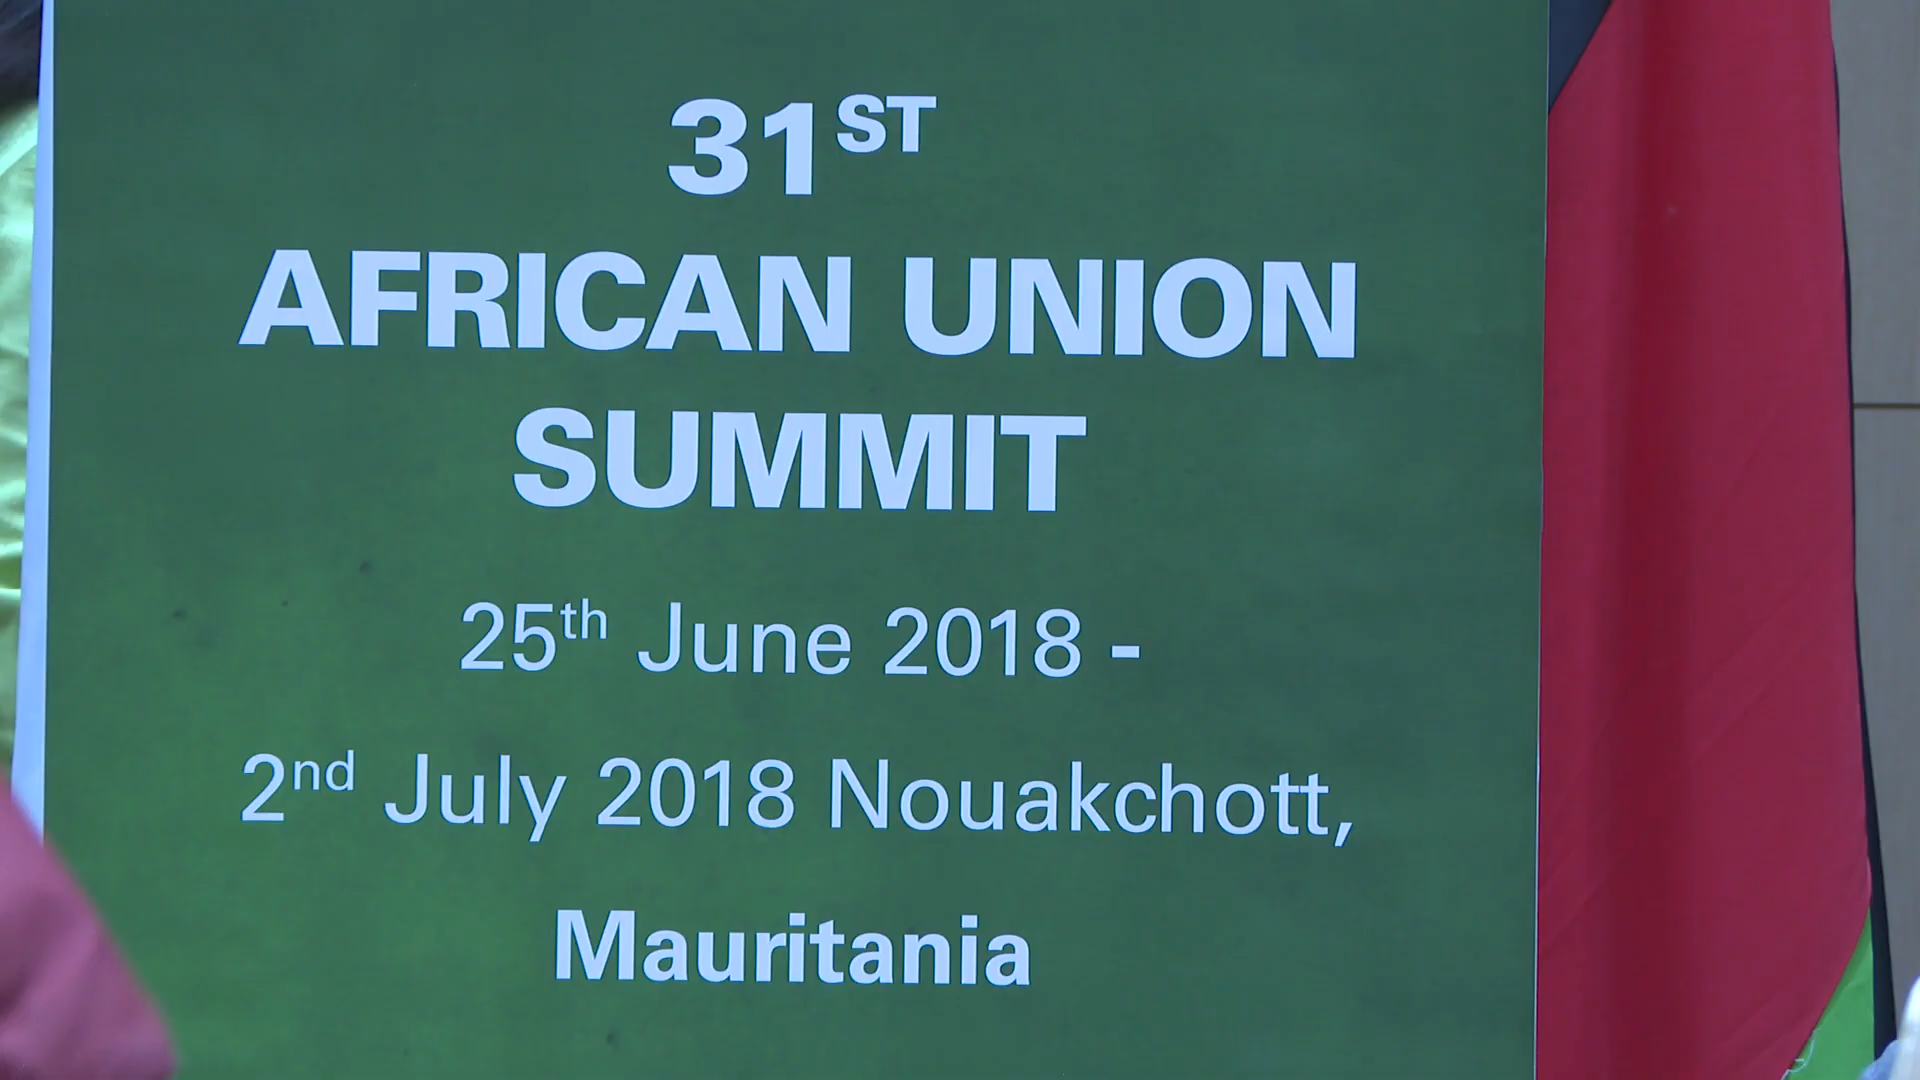 31ST
AFRICAN UNION
SUMMIT
25th June 2018 -
2nd July 2018 Nouakchott,
Mauritania